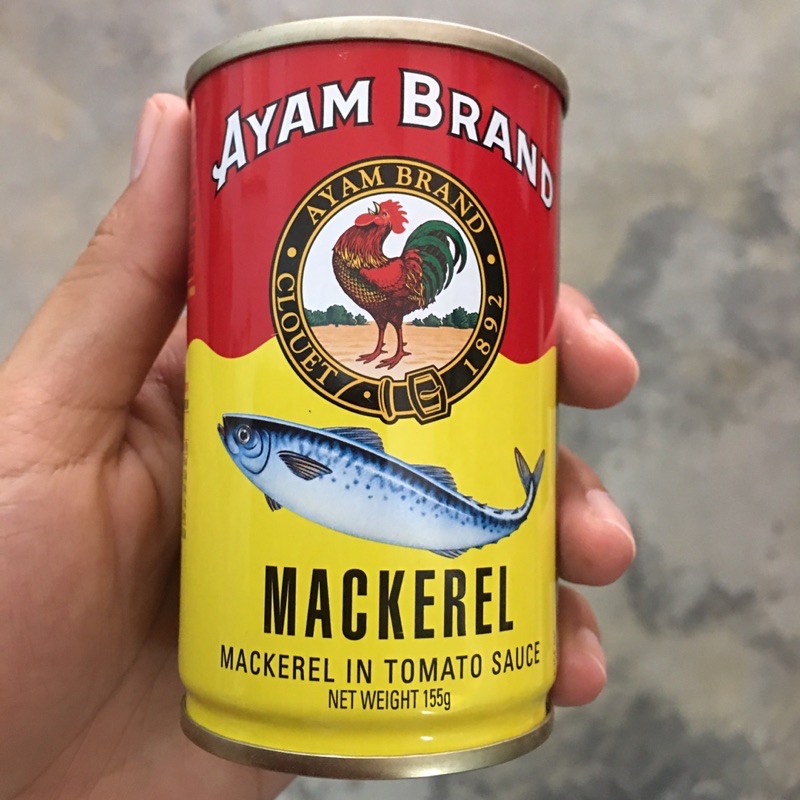 AYAM BRAND
AYAM BRAND
CLOUET
1892
MACKEREL
MACKEREL IN TOMATO SAUCE
NET WEIGHT 155g